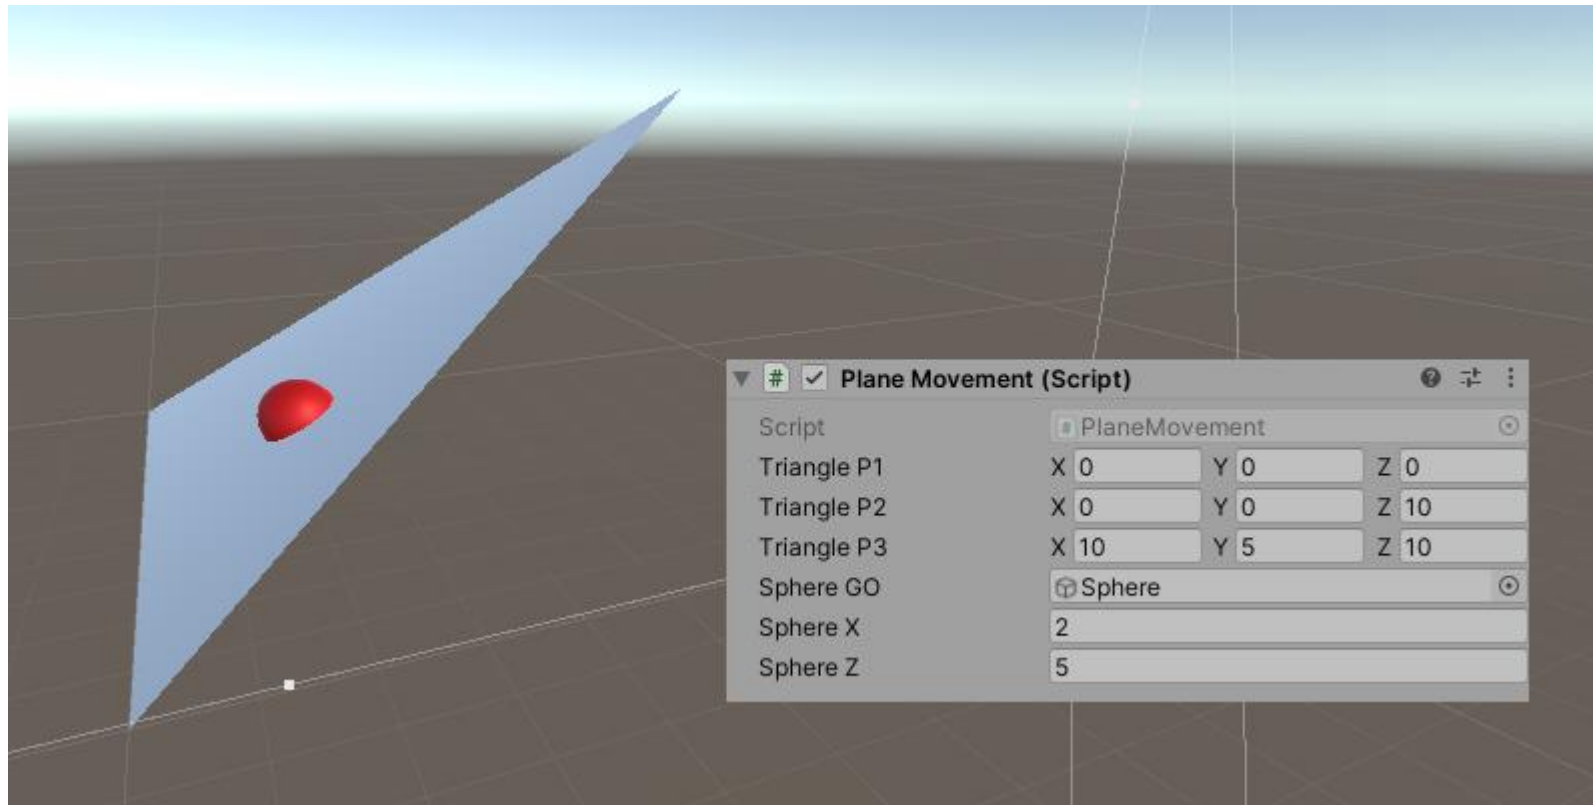 # Plane Movement (Script)
Script # PlaneMovement
Triangle P1 X 0 Y 0 Z 0
Triangle P2 X 0 Y 0 Z 10
Triangle P3 X 10 Y 5 Z 10
Sphere GO Sphere
Sphere X 2
Sphere Z 5